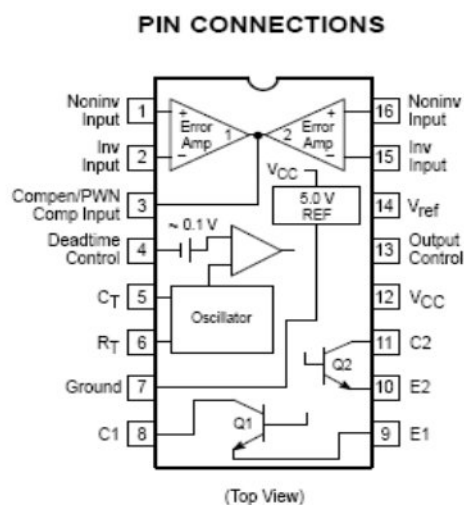 PIN CONNECTIONS
Noninv
Input
1
Inv
Input
2
Compen/PWN
Comp Input
3
Deadtime
Control
4
CT
5
RT
6
Ground
7
C1
8
+
Error
Amp
1
–
+
2
Error
Amp
–
VCC
5.0 V
REF
~ 0.1 V
Oscillator
Q2
Q1
16
Noninv
Input
15
Inv
Input
14
Vref
13
Output
Control
12
VCC
11
C2
10
E2
9
E1
(Top View)